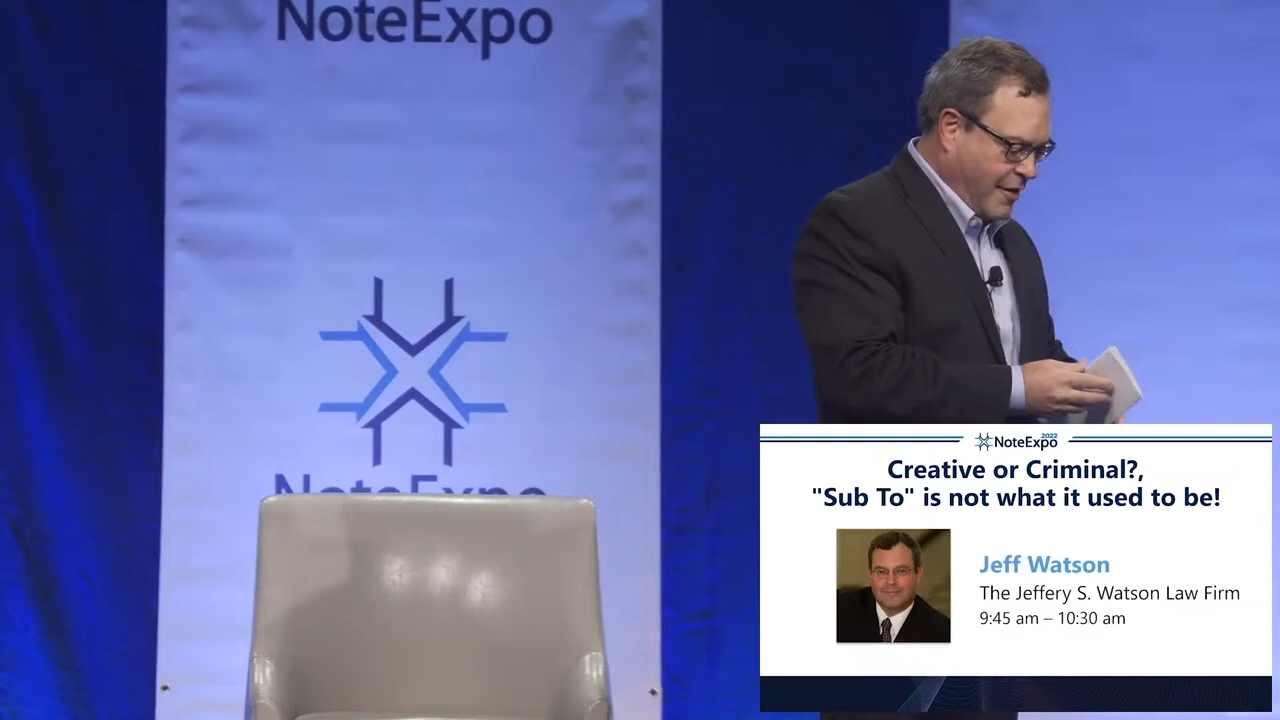 NoteExpo
NoteExpo
NoteExpo
2022
Creative or Criminal?,
"Sub To" is not what it used to be!
Jeff Watson
The Jeffery S. Watson Law Firm
9:45 am – 10:30 am